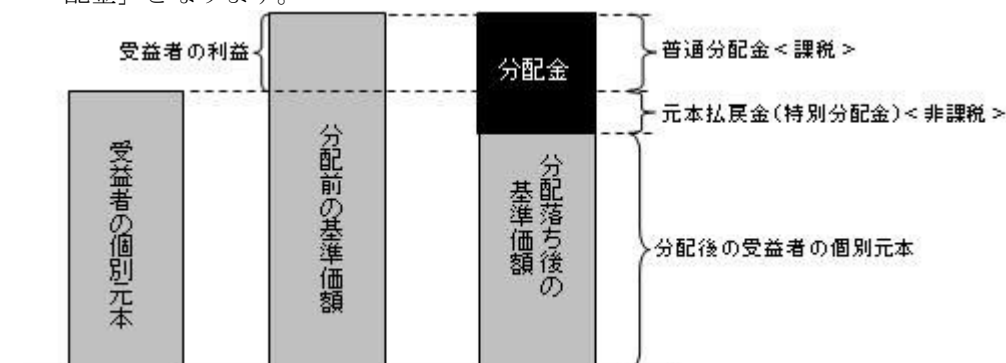 配金」となります。
受益者の利益
分配金
普通分配金＜課税＞
元本払戻金(特別分配金)＜非課税＞
受益者の個別元本
分配前の基準価額
分配落ち後の
基準価額
分配後の受益者の個別元本